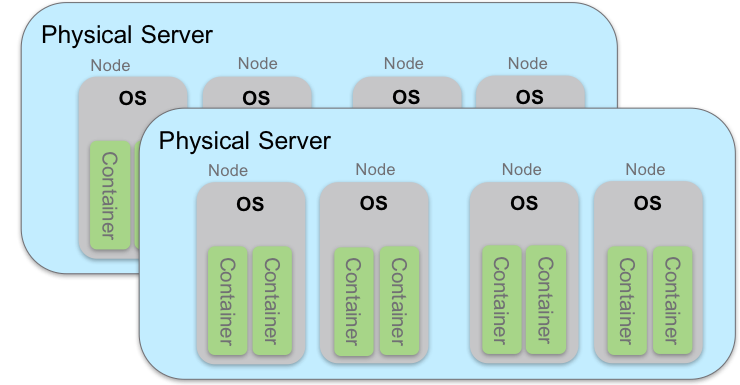 Physical Server
Node
Node
Node
Node
OS
OS
OS
OS
Container
Physical Server
Node
Node
Node
Node
OS
OS
OS
OS
Container
Container
Container
Container
Container
Container
Container
Container